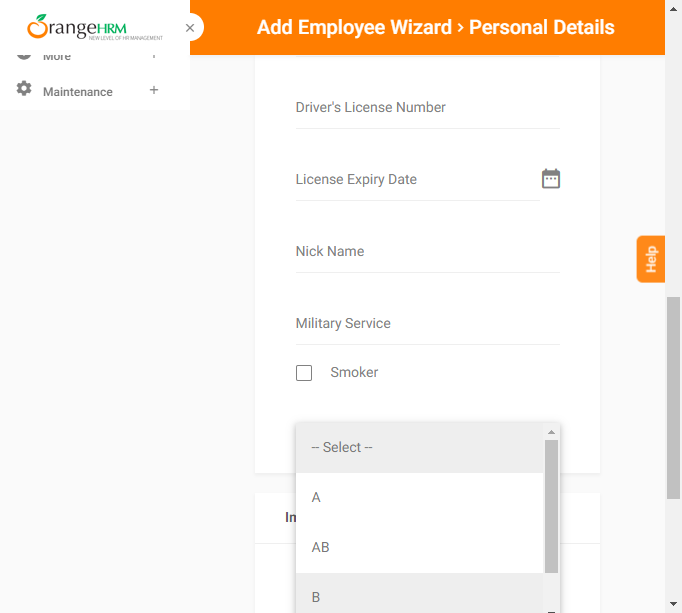 OrangeHRM
NEW LEVEL OF HR MANAGEMENT
×
Add Employee Wizard › Personal Details
More
Maintenance +
Driver's License Number
License Expiry Date
Nick Name
Military Service
Smoker
-- Select --
A
In
AB
B
Help